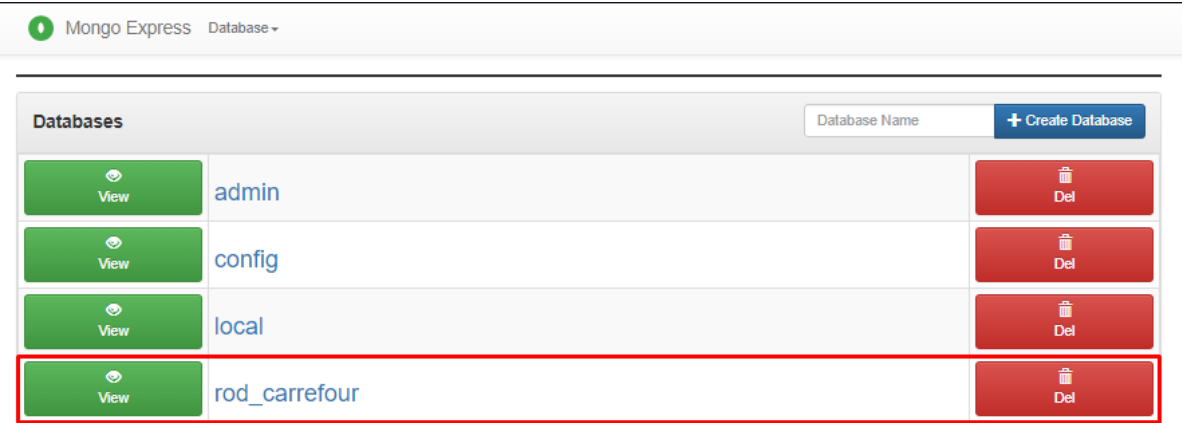 Mongo Express Database
Databases Database Name + Create Database
View admin Del
View config Del
View local Del
View rod_carrefour Del